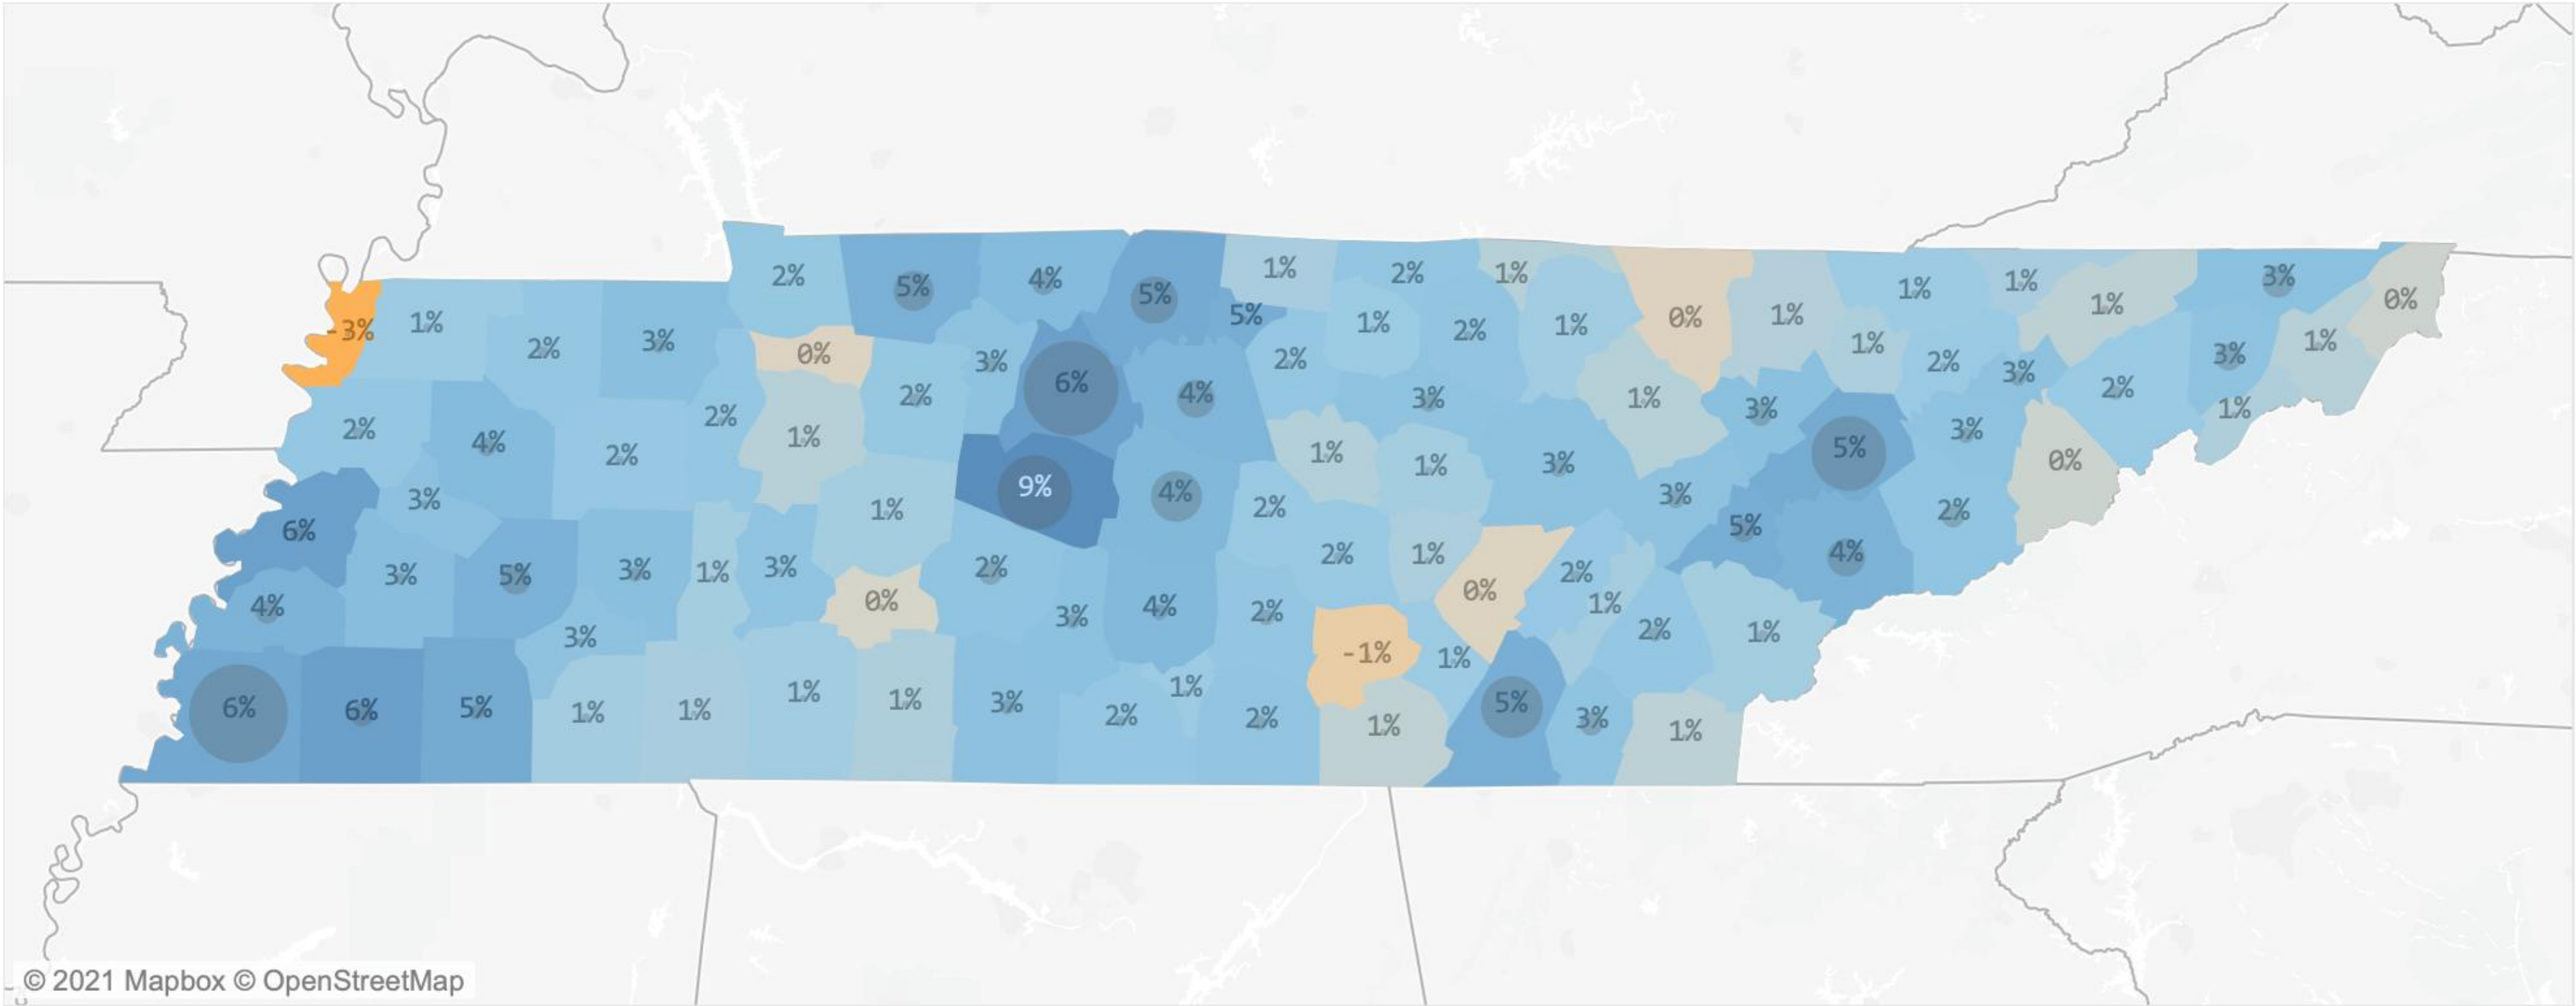 2% 5% 4% 5% 1% 2% 1% 1% 1% 3% 0%
-3% 1% 2% 3% 0% 3% 6% 5% 2% 1% 2% 1% 0% 1% 1% 2% 3% 1% 3% 1%
2% 4% 2% 2% 1% 2% 4% 3% 1% 3% 5% 3% 2% 1%
6% 3% 1% 9% 4% 2% 1% 1% 3% 3% 5% 2% 0%
4% 3% 5% 3% 1% 3% 0% 2% 3% 4% 2% 2% 1% 0% 2% 1% 4%
6% 6% 5% 3% 1% 1% 1% 1% 3% 2% 1% 2% -1% 1% 1% 5% 3% 2% 1% 1%
© 2021 Mapbox © OpenStreetMap